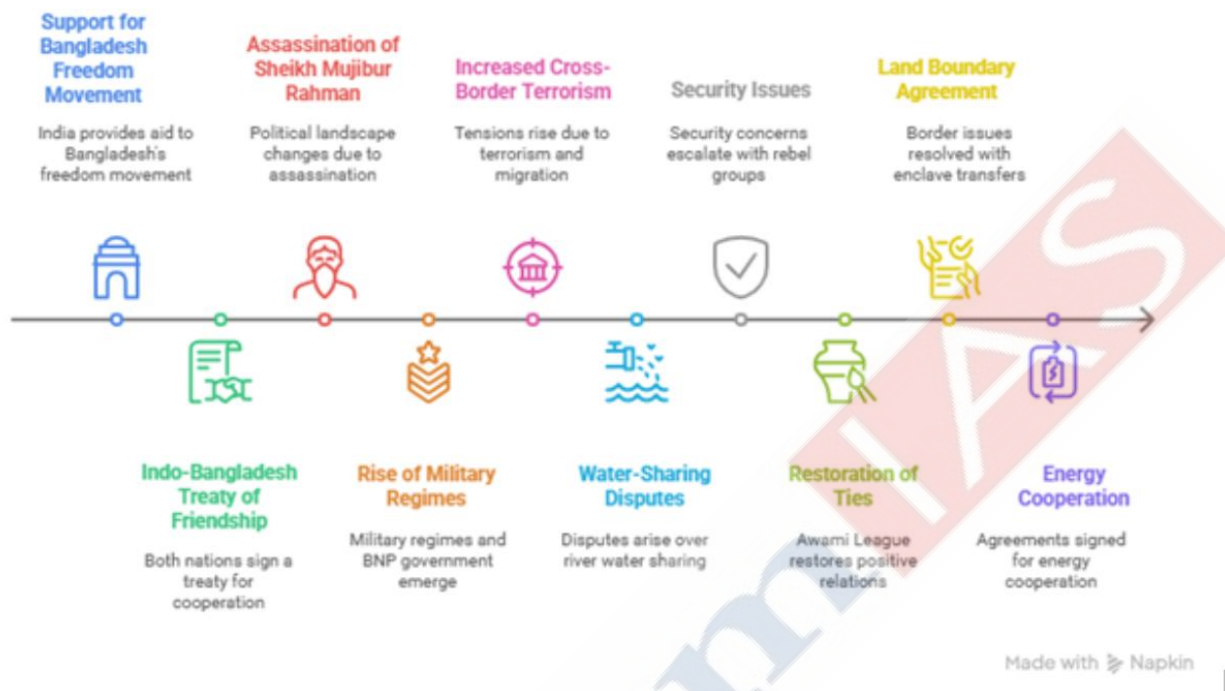 Support for
Bangladesh
Freedom
Movement
India provides aid to
Bangladesh's
freedom movement
Assassination of
Sheikh Mujibur
Rahman
Political landscape
changes due to
assassination
Increased Cross-
Border Terrorism
Tensions rise due to
terrorism and
migration
Security Issues
Security concerns
escalate with rebel
groups
Land Boundary
Agreement
Border issues
resolved with
enclave transfers
Indo-Bangladesh
Treaty of
Friendship
Both nations sign a
treaty for
cooperation
Rise of Military
Regimes
Military regimes and
BNP government
emerge
Water-Sharing
Disputes
Disputes arise over
river water sharing
Restoration of
Ties
Awami League
restores positive
relations
Energy
Cooperation
Agreements signed
for energy
cooperation
mIAS
Made with Napkin